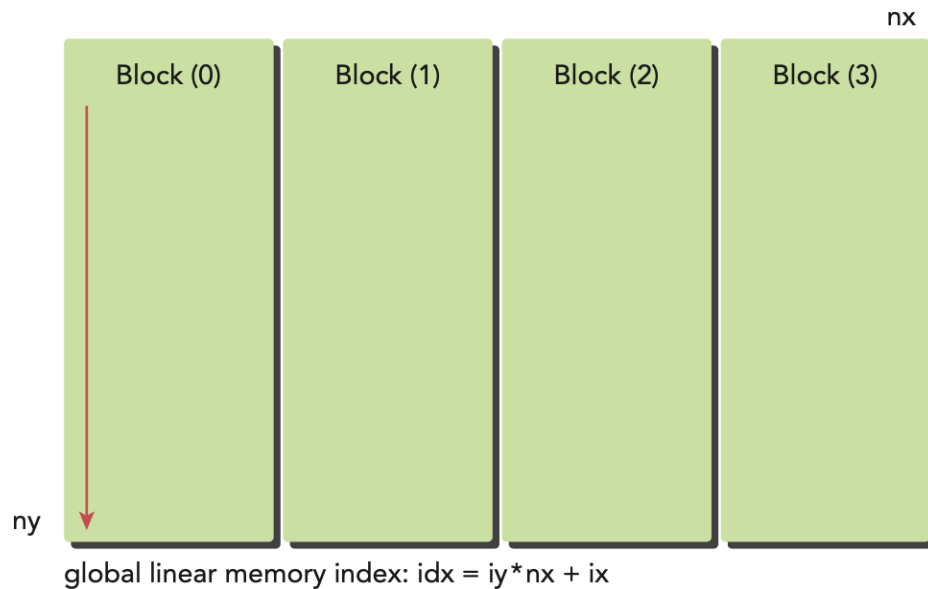 nx
Block (0) Block (1) Block (2) Block (3)
ny
global linear memory index: idx = iy*nx + ix